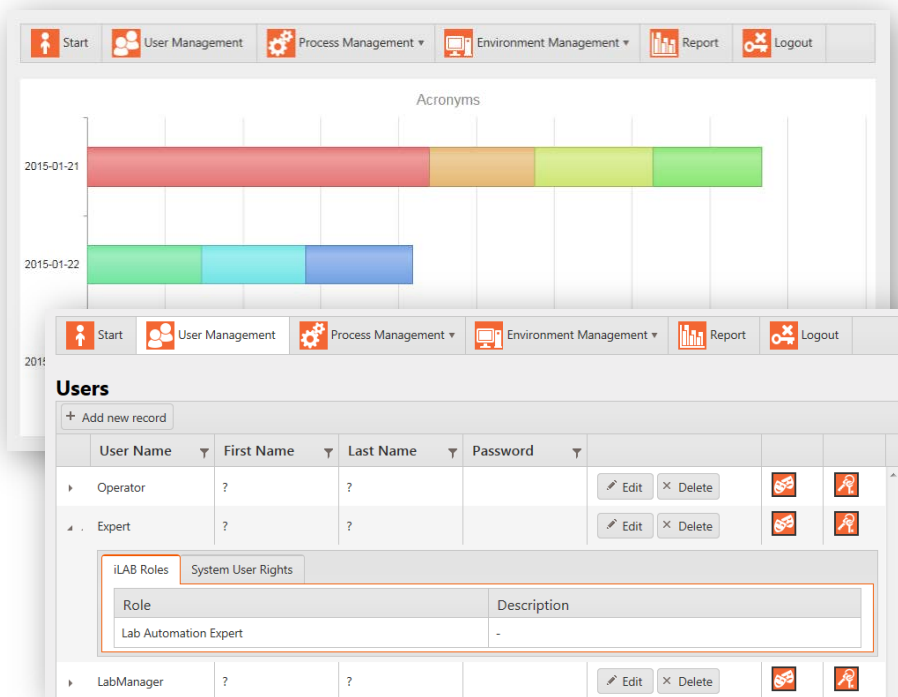 Start User Management Process Management Environment Management Report Logout
Acronyms
2015-01-21
2015-01-22
Start User Management Process Management Environment Management Report Logout
201
Users
+ Add new record
User Name First Name Last Name Password
Operator ? ? Edit × Delete
Expert ? ? Edit × Delete
iLAB Roles System User Rights
Role Description
Lab Automation Expert -
LabManager ? ? Edit × Delete